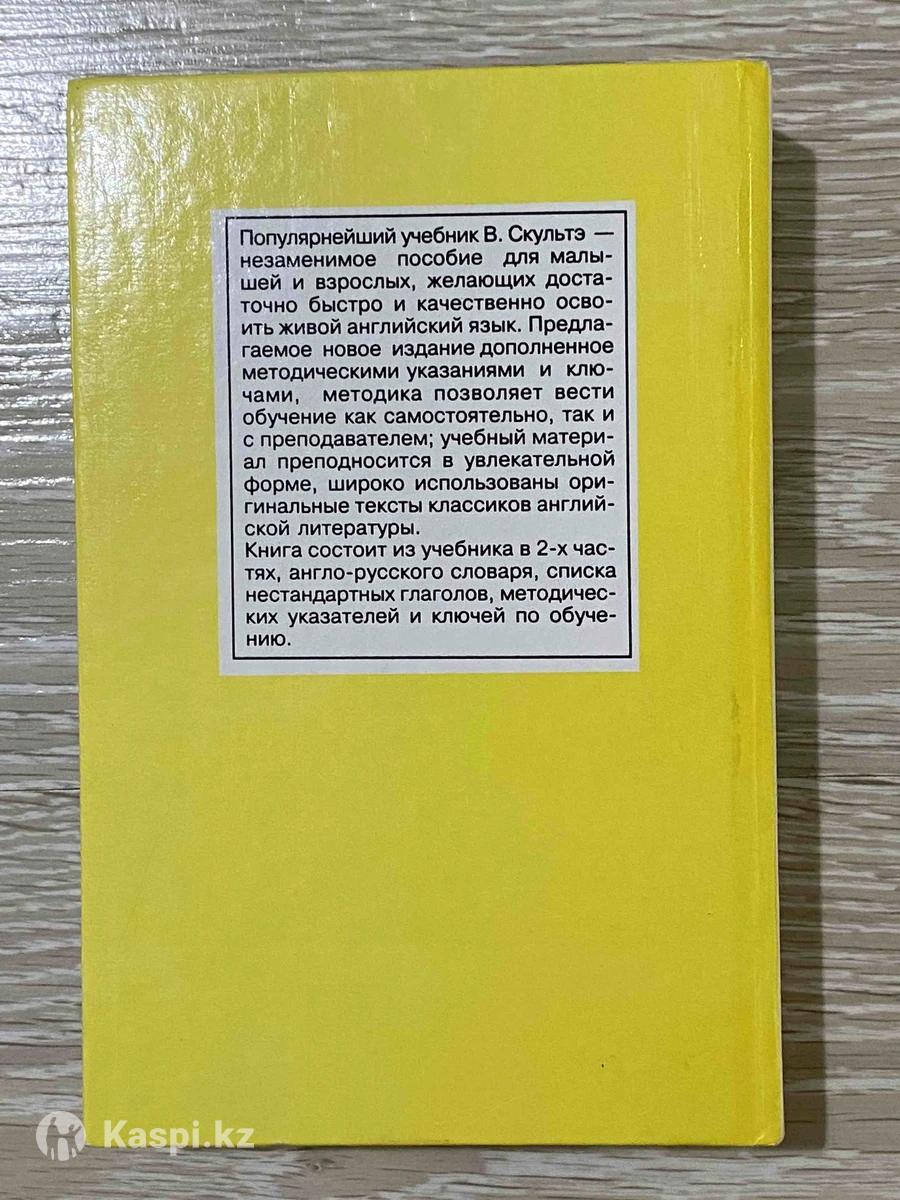 Популярнейший учебник В. Скультэ —
незаменимое пособие для малы-
шей и взрослых, желающих доста-
точно быстро и качественно осво-
ить живой английский язык. Предла-
гаемое новое издание дополненное
методическими указаниями и клю-
чами, методика позволяет вести
обучение как самостоятельно, так и
с преподавателем; учебный матери-
ал преподносится в увлекательной
форме, широко использованы ори-
гинальные тексты классиков англий-
ской литературы.
Книга состоит из учебника в 2-х час-
тях, англо-русского словаря, списка
нестандартных глаголов, методичес-
ких указателей и ключей по обуче-
нию.
Kaspi.kz